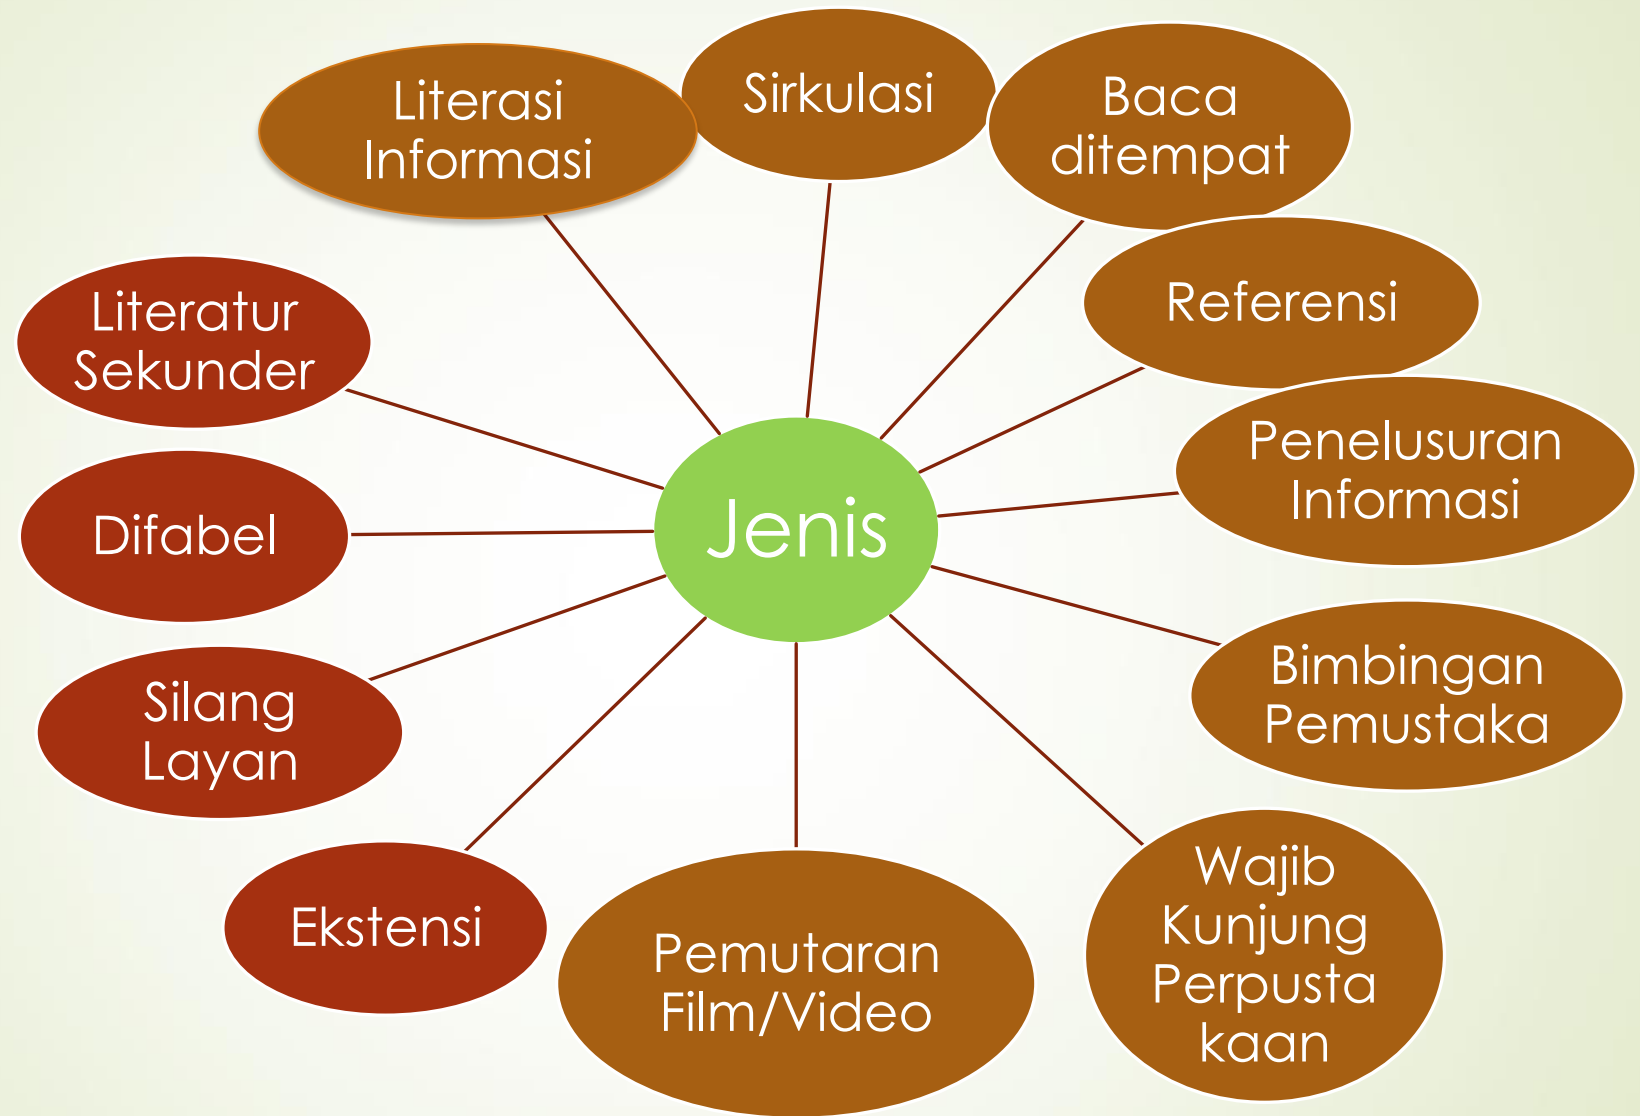 Literasi
Informasi
Sirkulasi
Baca
ditempat
Referensi
Penelusuran
Informasi
Bimbingan
Pemustaka
Wajib
Kunjung
Perpusta
kaan
Pemutaran
Film/Video
Ekstensi
Silang
Layan
Difabel
Literatur
Sekunder
Jenis